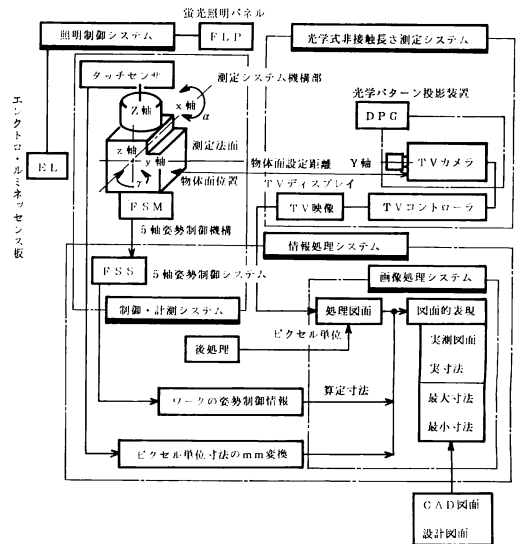 蛍光照明パネル
照明制御システム
FLP
光学式非接触長さ測定システム
タッチセンサ
測定システム機構部
Z軸
x軸
α
光学パターン投影装置
DPG
エレクトロ・ルミネッセンス板
EL
z軸
y軸
γ
測定法面
物体面設定距離
物体面位置
Y軸
TVカメラ
FSM
TVディスプレイ
TV映像
TVコントローラ
5軸姿勢制御機構
情報処理システム
FSS
5軸姿勢制御システム
画像処理システム
制御・計測システム
処理図面
図面的表現
ピクセル単位
後処理
実測図面
実寸法
最大寸法
最小寸法
算定寸法
ワークの姿勢制御情報
ピクセル単位寸法のmm変換
CAD図面
設計図面